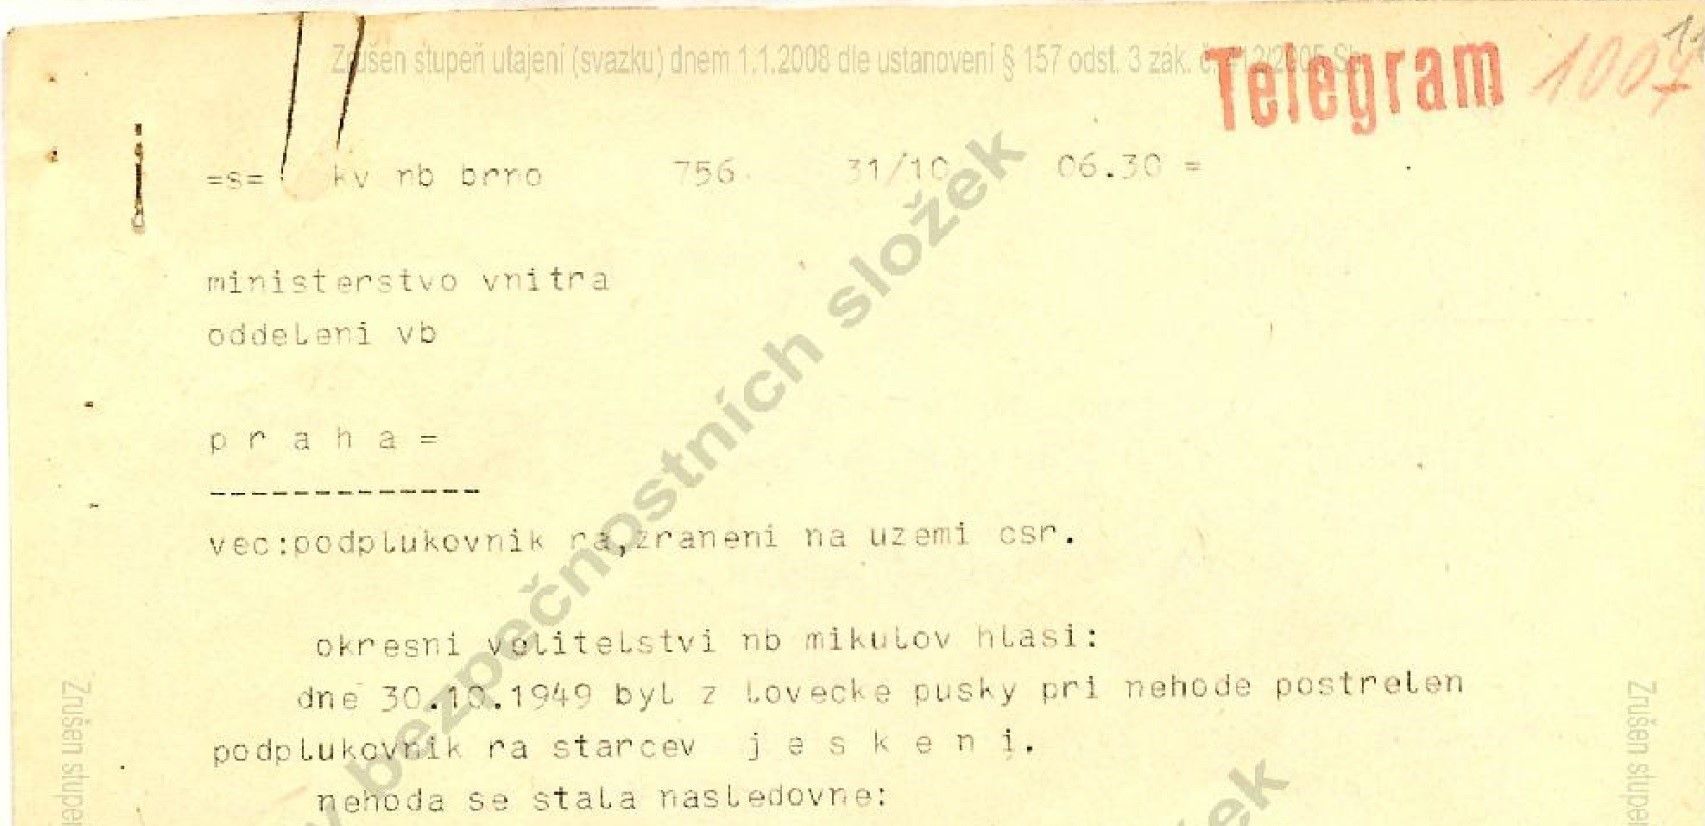 Zrušen stupeň utajení (svazku) dnem 1.1.2008 dle ustanovení § 157 odst. 3 zák. č.
Telegram 1007
=s= kv nb brno 756 31/10 06.30 =
ministerstvo vnitra
oddeleni vb
p r a h a =
-------------
vec:podplukovnik ra,zraneni na uzemi csr.
okresni velitelstvi nb mikulov hlasi:
dne 30.10.1949 byl z lovecke pusky pri nehode postrelen
podplukovnik ra starcev j e s k e n i.
nehoda se stala nasledovne:
bezpečnostních složek
Zrušen stupeň
Zrušen stupeň